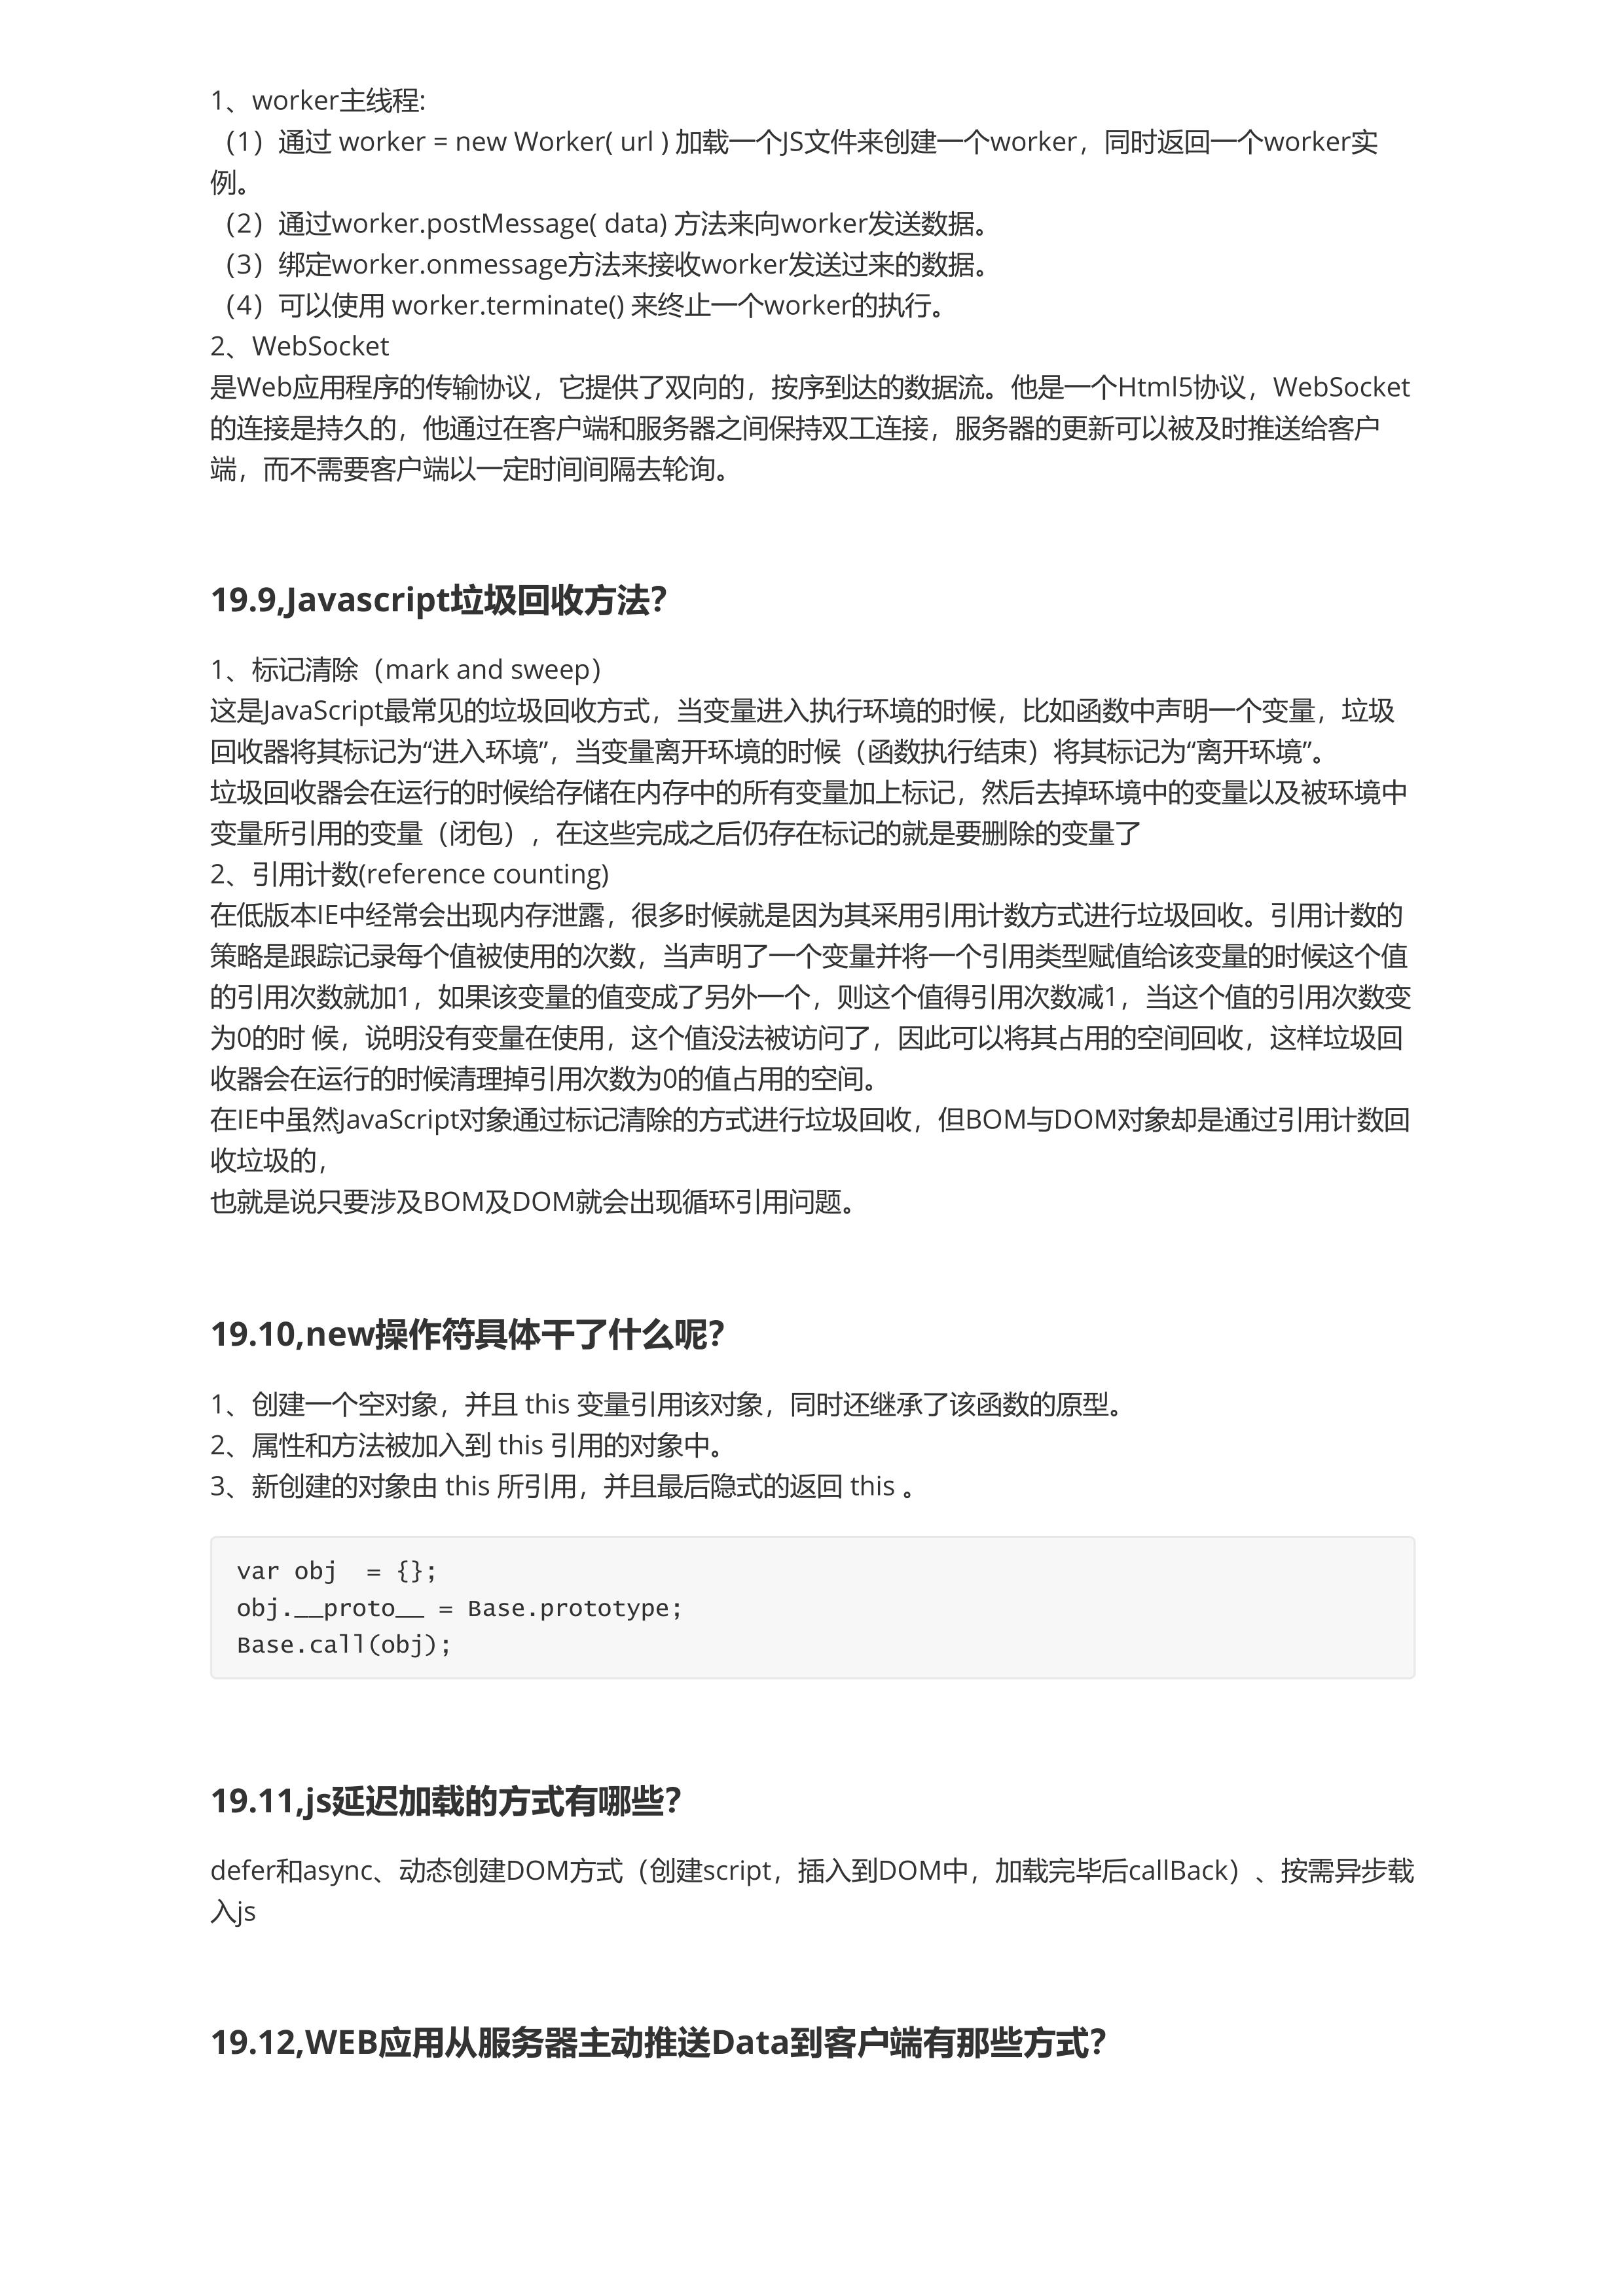 1、worker主线程:
（1）通过 worker = new Worker( url ) 加载一个JS文件来创建一个worker，同时返回一个worker实
例。
（2）通过worker.postMessage( data) 方法来向worker发送数据。
（3）绑定worker.onmessage方法来接收worker发送过来的数据。
（4）可以使用 worker.terminate() 来终止一个worker的执行。
2、WebSocket
是Web应用程序的传输协议，它提供了双向的，按序到达的数据流。他是一个Html5协议，WebSocket
的连接是持久的，他通过在客户端和服务器之间保持双工连接，服务器的更新可以被及时推送给客户
端，而不需要客户端以一定时间间隔去轮询。
19.9,Javascript垃圾回收方法？
1、标记清除（mark and sweep）
这是JavaScript最常见的垃圾回收方式，当变量进入执行环境的时候，比如函数中声明一个变量，垃圾
回收器将其标记为“进入环境”，当变量离开环境的时候（函数执行结束）将其标记为“离开环境”。
垃圾回收器会在运行的时候给存储在内存中的所有变量加上标记，然后去掉环境中的变量以及被环境中
变量所引用的变量（闭包），在这些完成之后仍存在标记的就是要删除的变量了
2、引用计数(reference counting)
在低版本IE中经常会出现内存泄露，很多时候就是因为其采用引用计数方式进行垃圾回收。引用计数的
策略是跟踪记录每个值被使用的次数，当声明了一个变量并将一个引用类型赋值给该变量的时候这个值
的引用次数就加1，如果该变量的值变成了另外一个，则这个值得引用次数减1，当这个值的引用次数变
为0的时 候，说明没有变量在使用，这个值没法被访问了，因此可以将其占用的空间回收，这样垃圾回
收器会在运行的时候清理掉引用次数为0的值占用的空间。
在IE中虽然JavaScript对象通过标记清除的方式进行垃圾回收，但BOM与DOM对象却是通过引用计数回
收垃圾的，
也就是说只要涉及BOM及DOM就会出现循环引用问题。
19.10,new操作符具体干了什么呢？
1、创建一个空对象，并且 this 变量引用该对象，同时还继承了该函数的原型。
2、属性和方法被加入到 this 引用的对象中。
3、新创建的对象由 this 所引用，并且最后隐式的返回 this 。
var obj  = {};
obj.__proto__ = Base.prototype;
Base.call(obj);
19.11,js延迟加载的方式有哪些？
defer和async、动态创建DOM方式（创建script，插入到DOM中，加载完毕后callBack）、按需异步载
入js
19.12,WEB应用从服务器主动推送Data到客户端有那些方式？